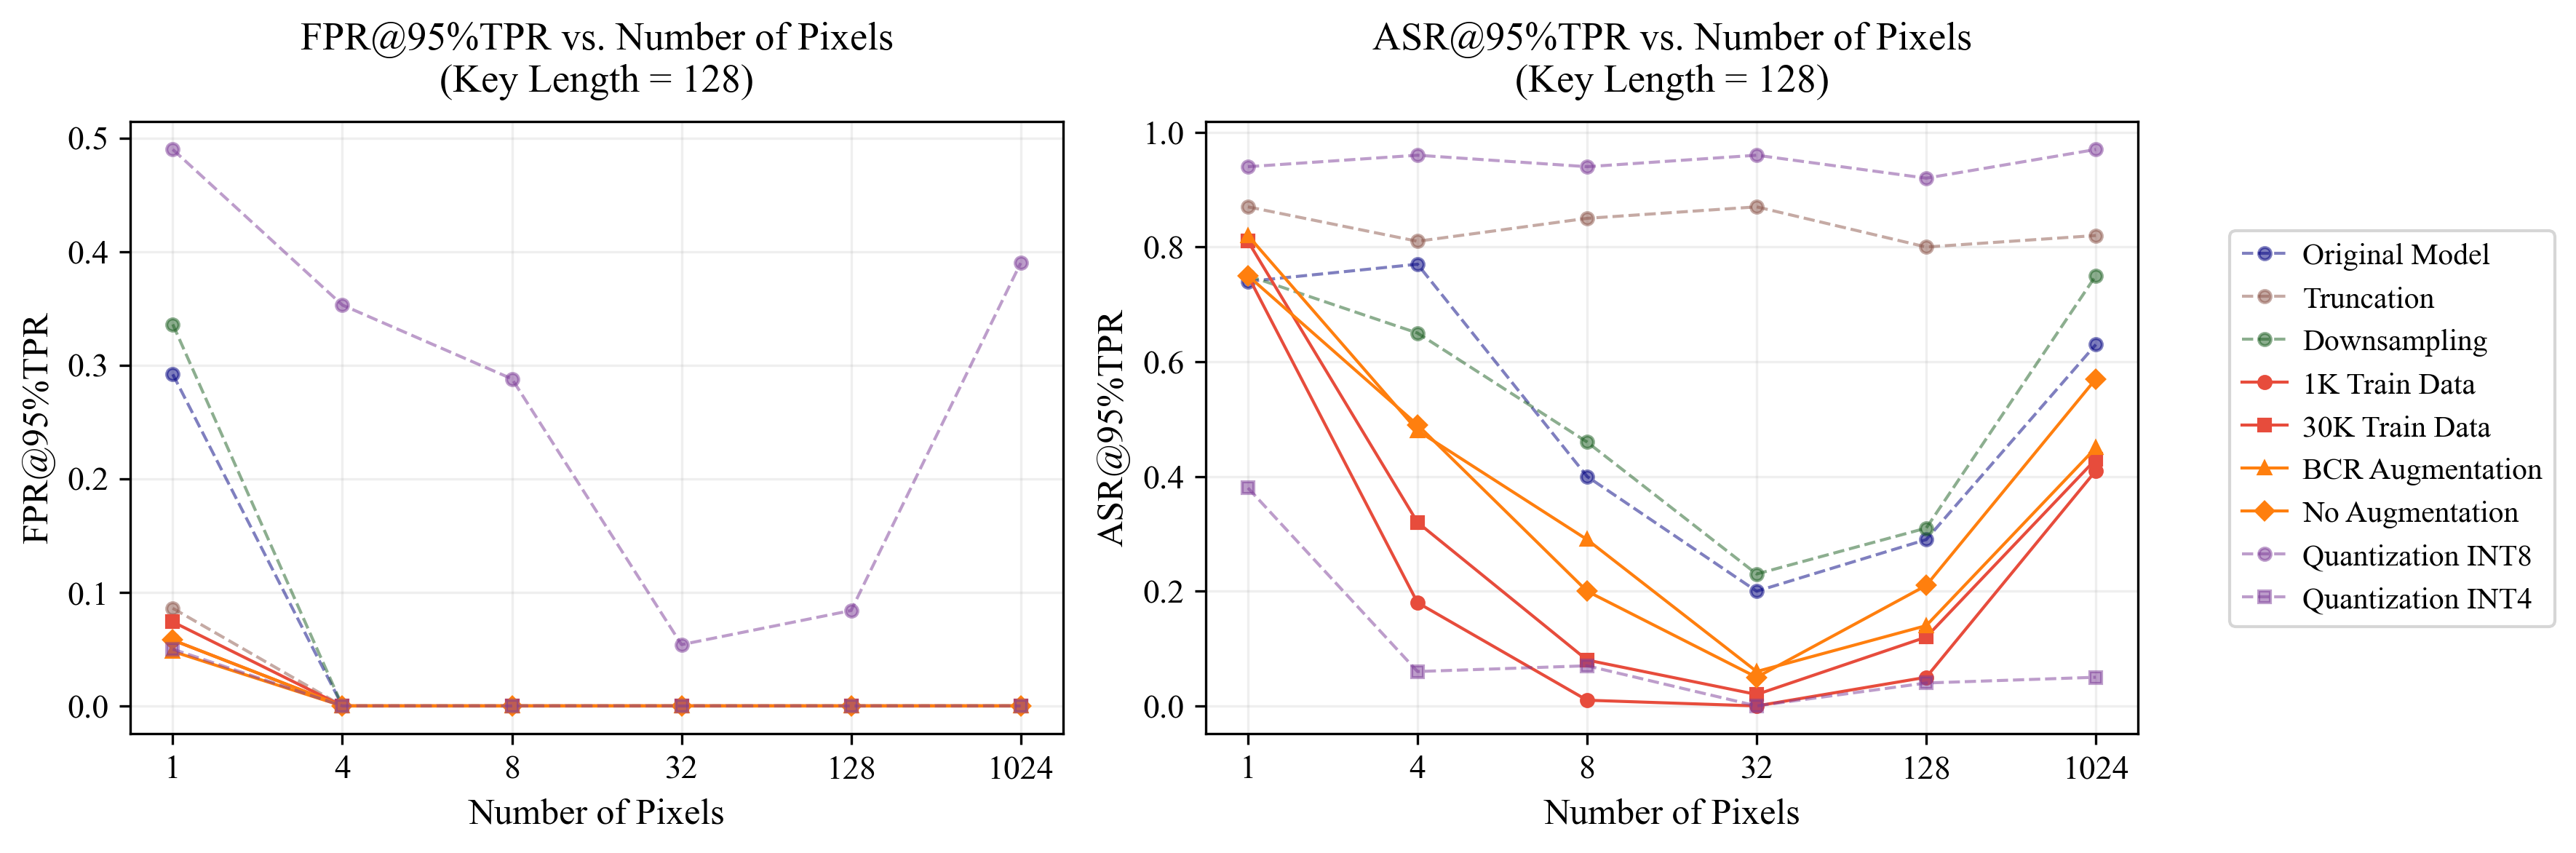 FPR@95%TPR vs. Number of Pixels
(Key Length = 128)
FPR@95%TPR
0.5
0.4
0.3
0.2
0.1
0.0
1 4 8 32 128 1024
Number of Pixels
ASR@95%TPR vs. Number of Pixels
(Key Length = 128)
ASR@95%TPR
1.0
0.8
0.6
0.4
0.2
0.0
1 4 8 32 128 1024
Number of Pixels
Original Model
Truncation
Downsampling
1K Train Data
30K Train Data
BCR Augmentation
No Augmentation
Quantization INT8
Quantization INT4